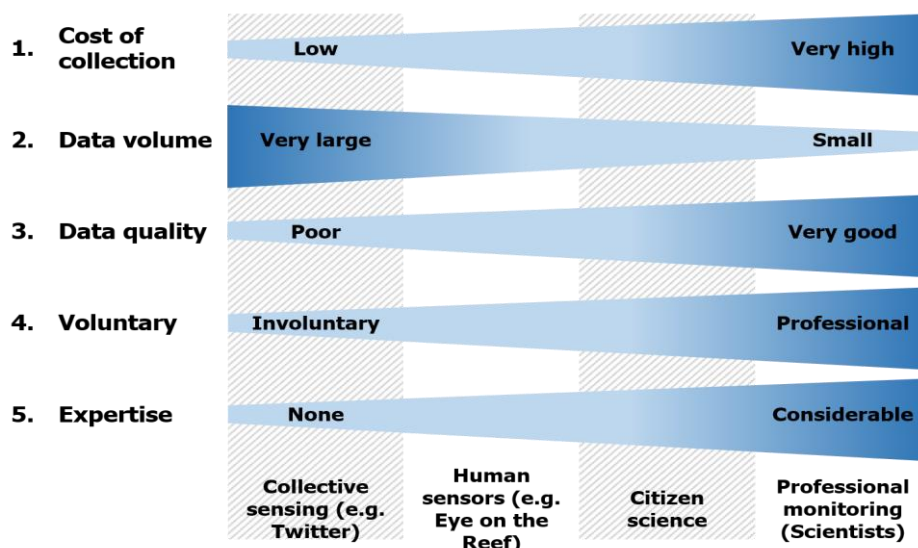 1. Cost of collection Low Very high
2. Data volume Very large Small
3. Data quality Poor Very good
4. Voluntary Involuntary Professional
5. Expertise None Considerable
Collective
sensing (e.g.
Twitter)
Human
sensors (e.g.
Eye on the
Reef)
Citizen
science
Professional
monitoring
(Scientists)